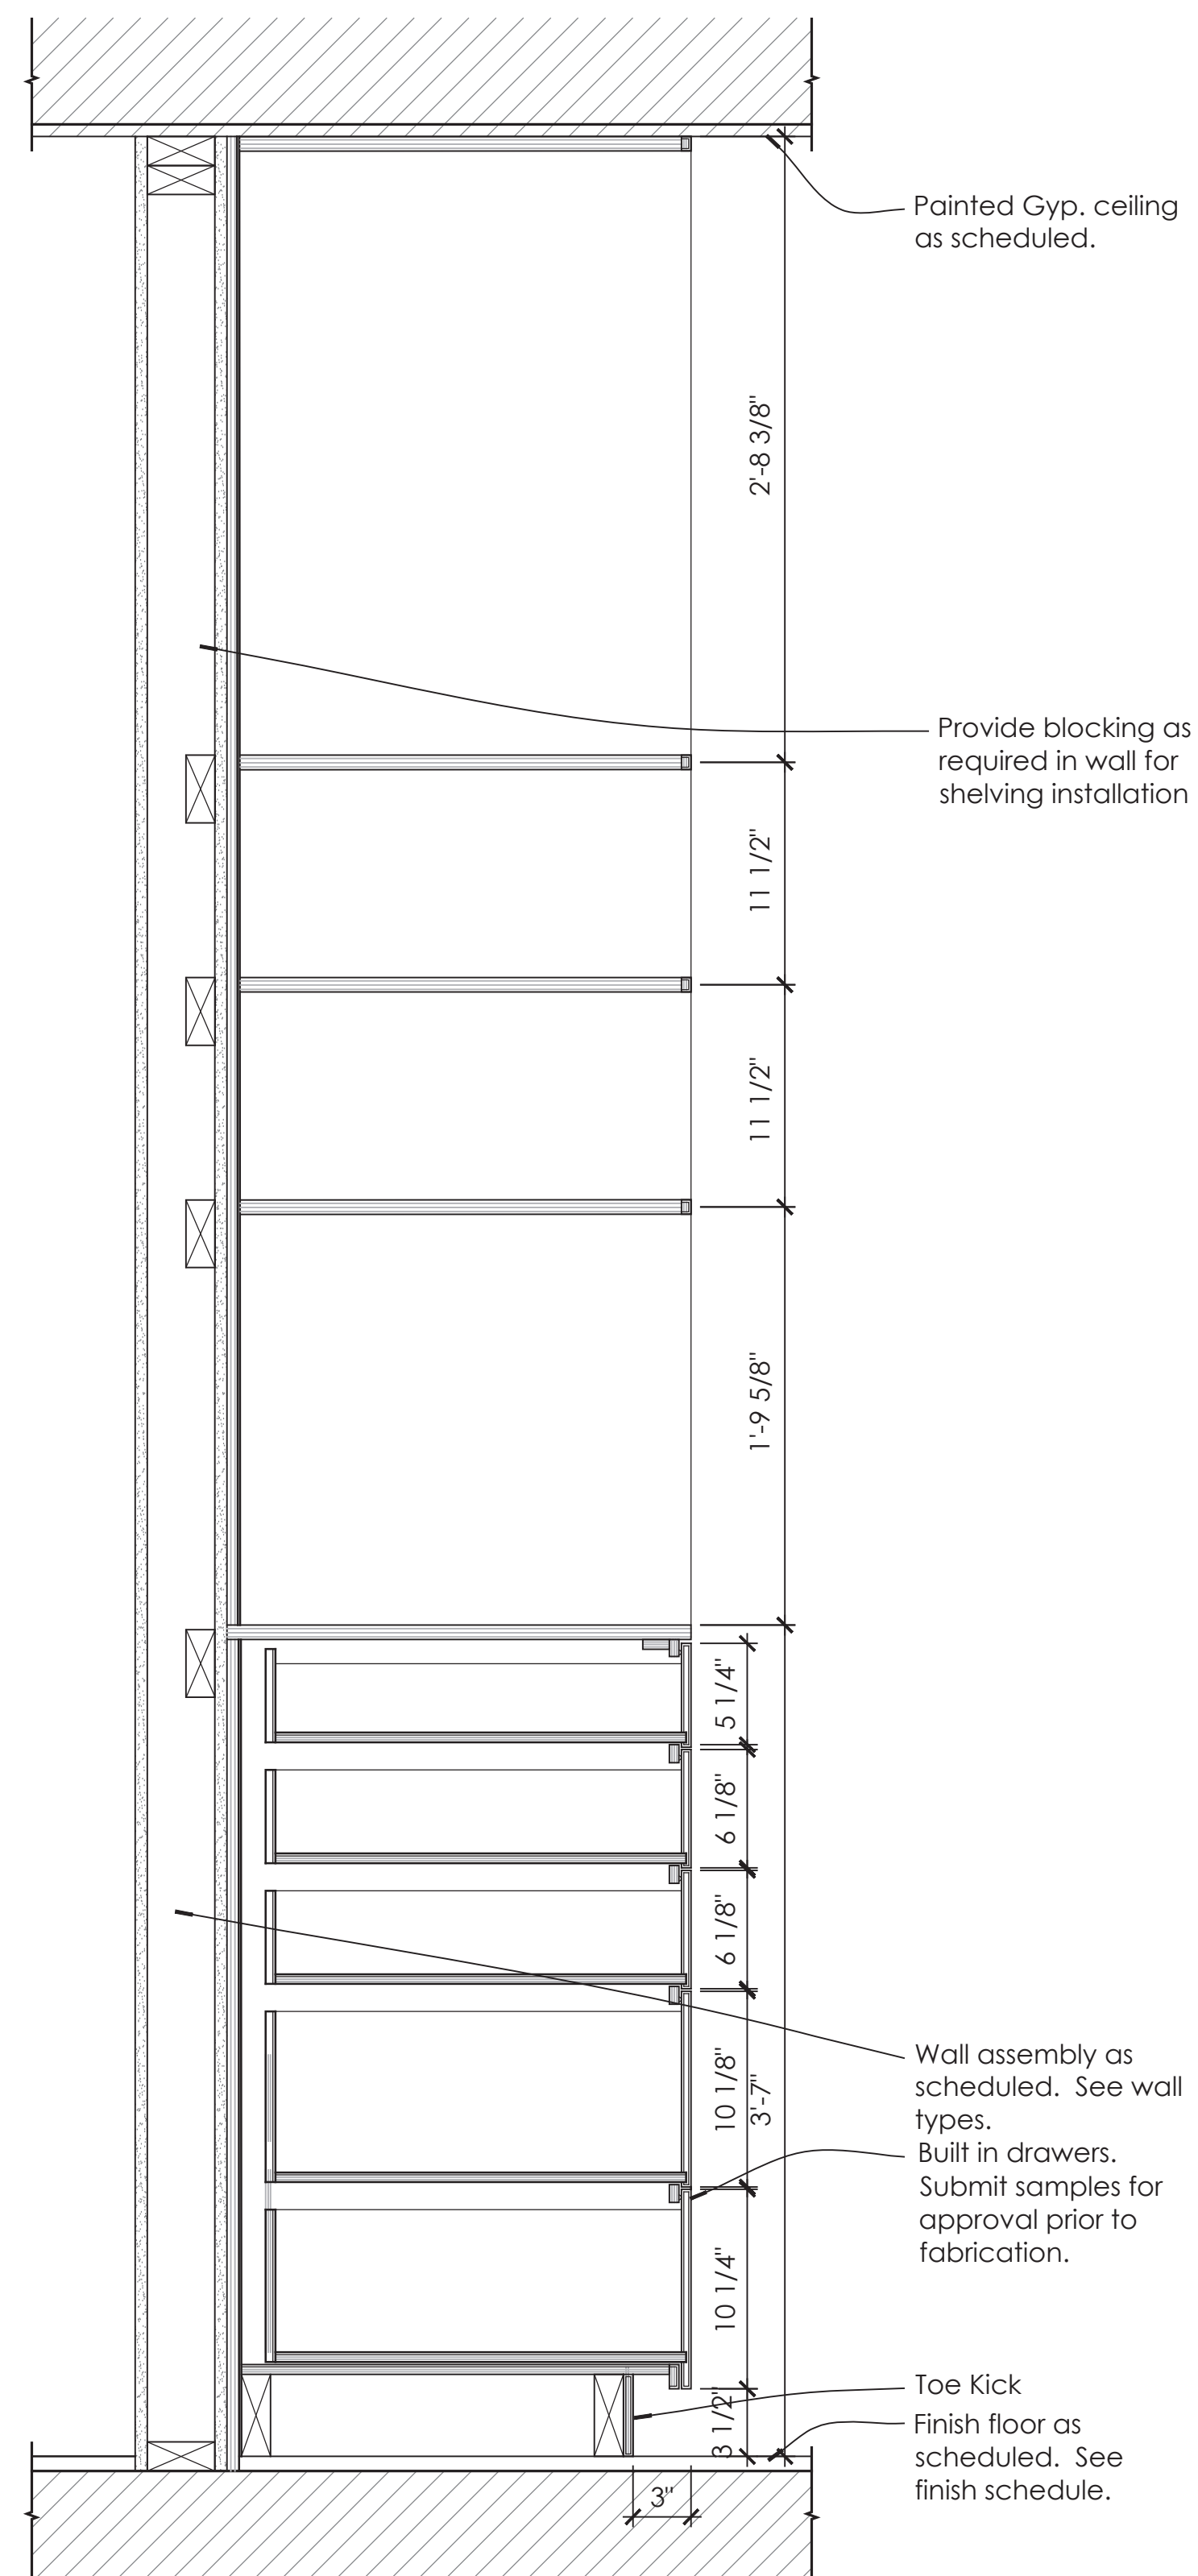 Painted Gyp. ceiling
as scheduled.
2'-8 3/8"
Provide blocking as
required in wall for
shelving installation
11 1/2"
11 1/2"
1'-9 5/8"
5 1/4"
6 1/8"
6 1/8"
10 1/8"
3'-7"
Wall assembly as
scheduled. See wall
types.
Built in drawers.
Submit samples for
approval prior to
fabrication.
10 1/4"
Toe Kick
3 1/2"
Finish floor as
scheduled. See
finish schedule.
3"